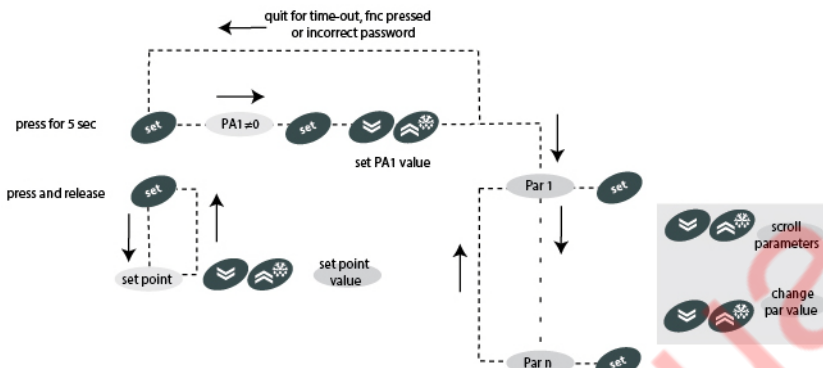 quit for time-out, fnc pressed
or incorrect password
press for 5 sec
set
PA1≠0
set
set PA1 value
press and release
set
set point
set point
value
Par 1
set
scroll
parameters
change
par value
Par n
set